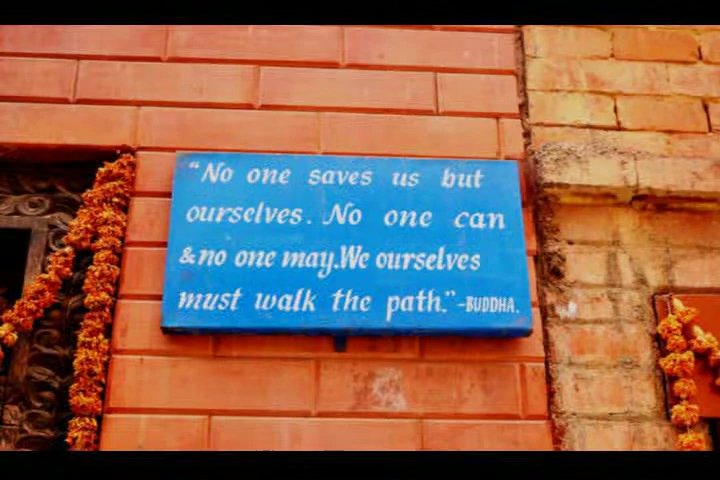 "No one saves us but
ourselves. No one can
&no one may.We ourselves
must walk the path."-BUDDHA.